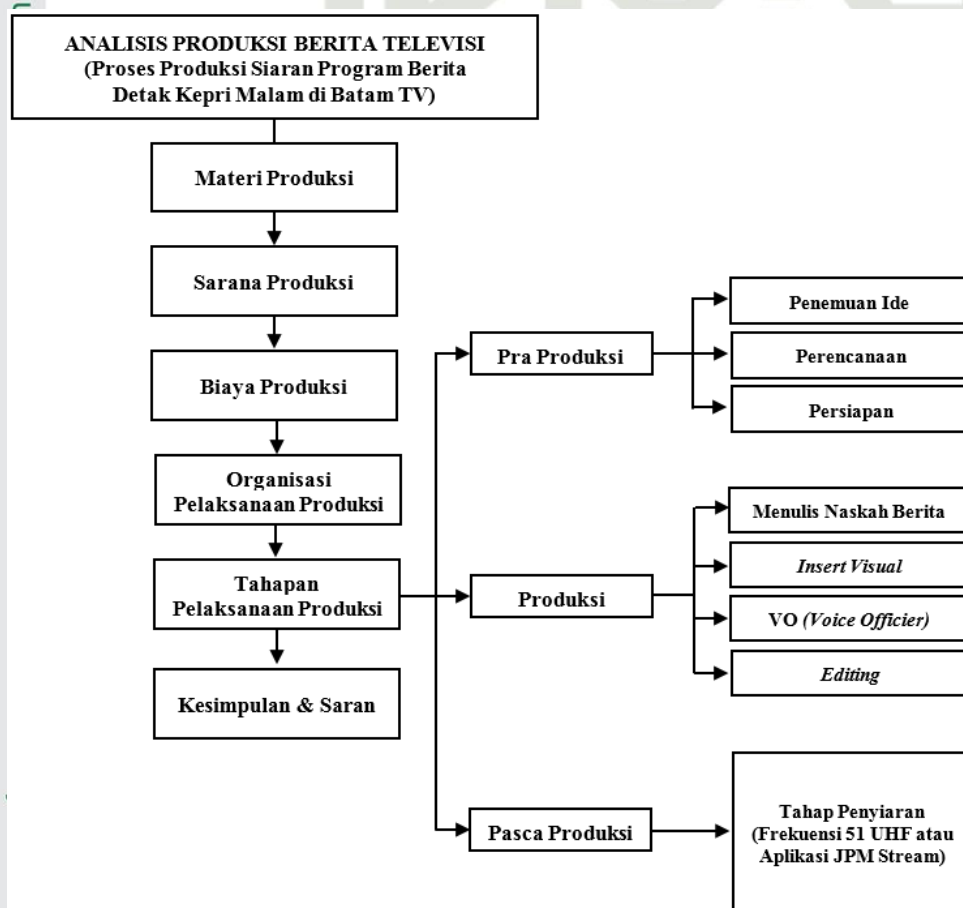 ANALISIS PRODUKSI BERITA TELEVISI
(Proses Produksi Siaran Program Berita
Detak Kepri Malam di Batam TV)
Materi Produksi
Sarana Produksi
Biaya Produksi
Organisasi
Pelaksanaan Produksi
Tahapan
Pelaksanaan Produksi
Kesimpulan & Saran
Pra Produksi
Penemuan Ide
Perencanaan
Persiapan
Produksi
Menulis Naskah Berita
Insert Visual
VO (Voice Officier)
Editing
Pasca Produksi
Tahap Penyiaran
(Frekuensi 51 UHF atau
Aplikasi JPM Stream)